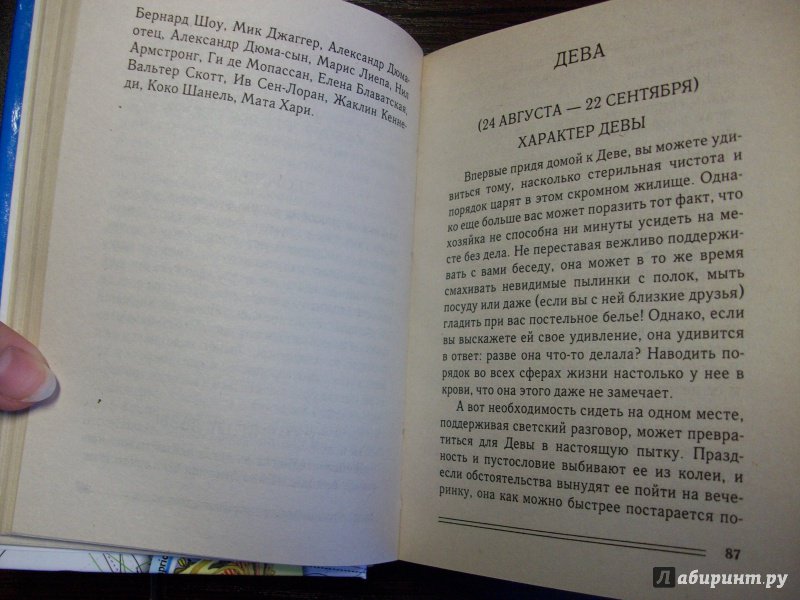 Бернард Шоу, Мик Джаггер, Александр Дюма-
отец, Александр Дюма-сын, Марис Лиепа, Нил
Армстронг, Ги де Мопассан, Елена Блаватская,
Вальтер Скотт, Ив Сен-Лоран, Жаклин Кенне-
ди, Коко Шанель, Мата Хари.
ДЕВА
(24 АВГУСТА — 22 СЕНТЯБРЯ)
ХАРАКТЕР ДЕВЫ
Впервые придя домой к Деве, вы можете уди-
виться тому, насколько стерильная чистота и
порядок царят в этом скромном жилище. Одна-
ко еще больше вас может поразить тот факт, что
хозяйка не способна ни минуты усидеть на ме-
сте без дела. Не переставая вежливо поддержи-
вать с вами беседу, она может в то же время
смахивать невидимые пылинки с полок, мыть
посуду или даже (если вы с ней близкие друзья)
гладить при вас постельное белье! Однако, если
вы выскажете ей свое удивление, она удивится
в ответ: разве она что-то делала? Наводить по-
рядок во всех сферах жизни настолько у нее в
крови, что она этого даже не замечает.
А вот необходимость сидеть на одном месте,
поддерживая светский разговор, может превра-
титься для Девы в настоящую пытку. Празд-
ность и пустословие выбивают ее из колеи, и
если обстоятельства вынудят ее пойти на вече-
ринку, она как можно быстрее постарается по-
87
Лабиринт.ру